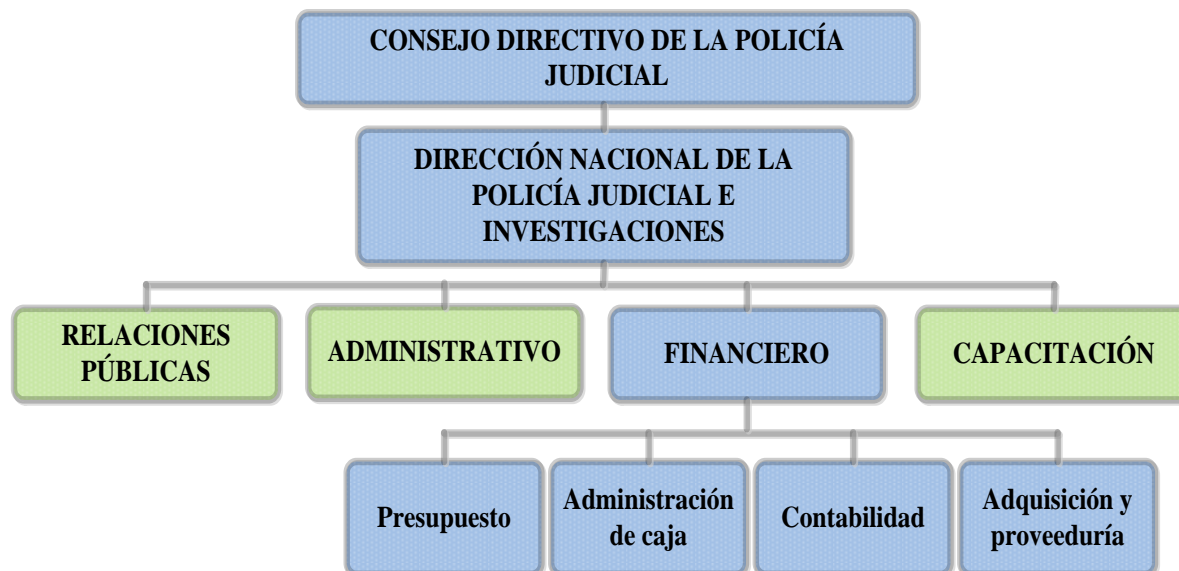 CONSEJO DIRECTIVO DE LA POLICÍA
JUDICIAL
DIRECCIÓN NACIONAL DE LA
POLICÍA JUDICIAL E
INVESTIGACIONES
RELACIONES
PÚBLICAS
ADMINISTRATIVO
FINANCIERO
CAPACITACIÓN
Presupuesto
Administración
de caja
Contabilidad
Adquisición y
proveeduría